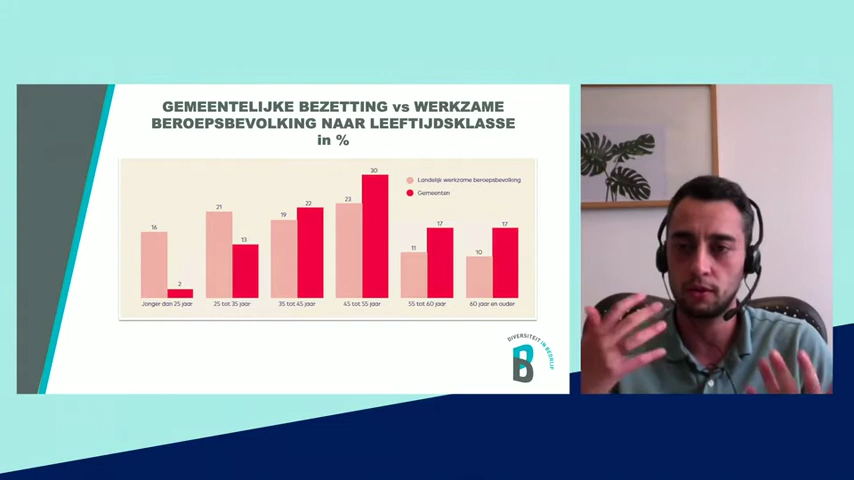 GEMEENTELIJKE BEZETTING vs WERKZAME
BEROEPSBEVOLKING NAAR LEEFTIJDSKLASSE
in %
30
Landelijk werkzame beroepsbevolking
Gemeenten
16
2
21
13
19
22
23
11
17
10
17
Jonger dan 25 jaar
25 tot 35 jaar
35 tot 45 jaar
45 tot 55 jaar
55 tot 60 jaar
60 jaar en ouder
DIVERSITEIT IN BEDRIJF